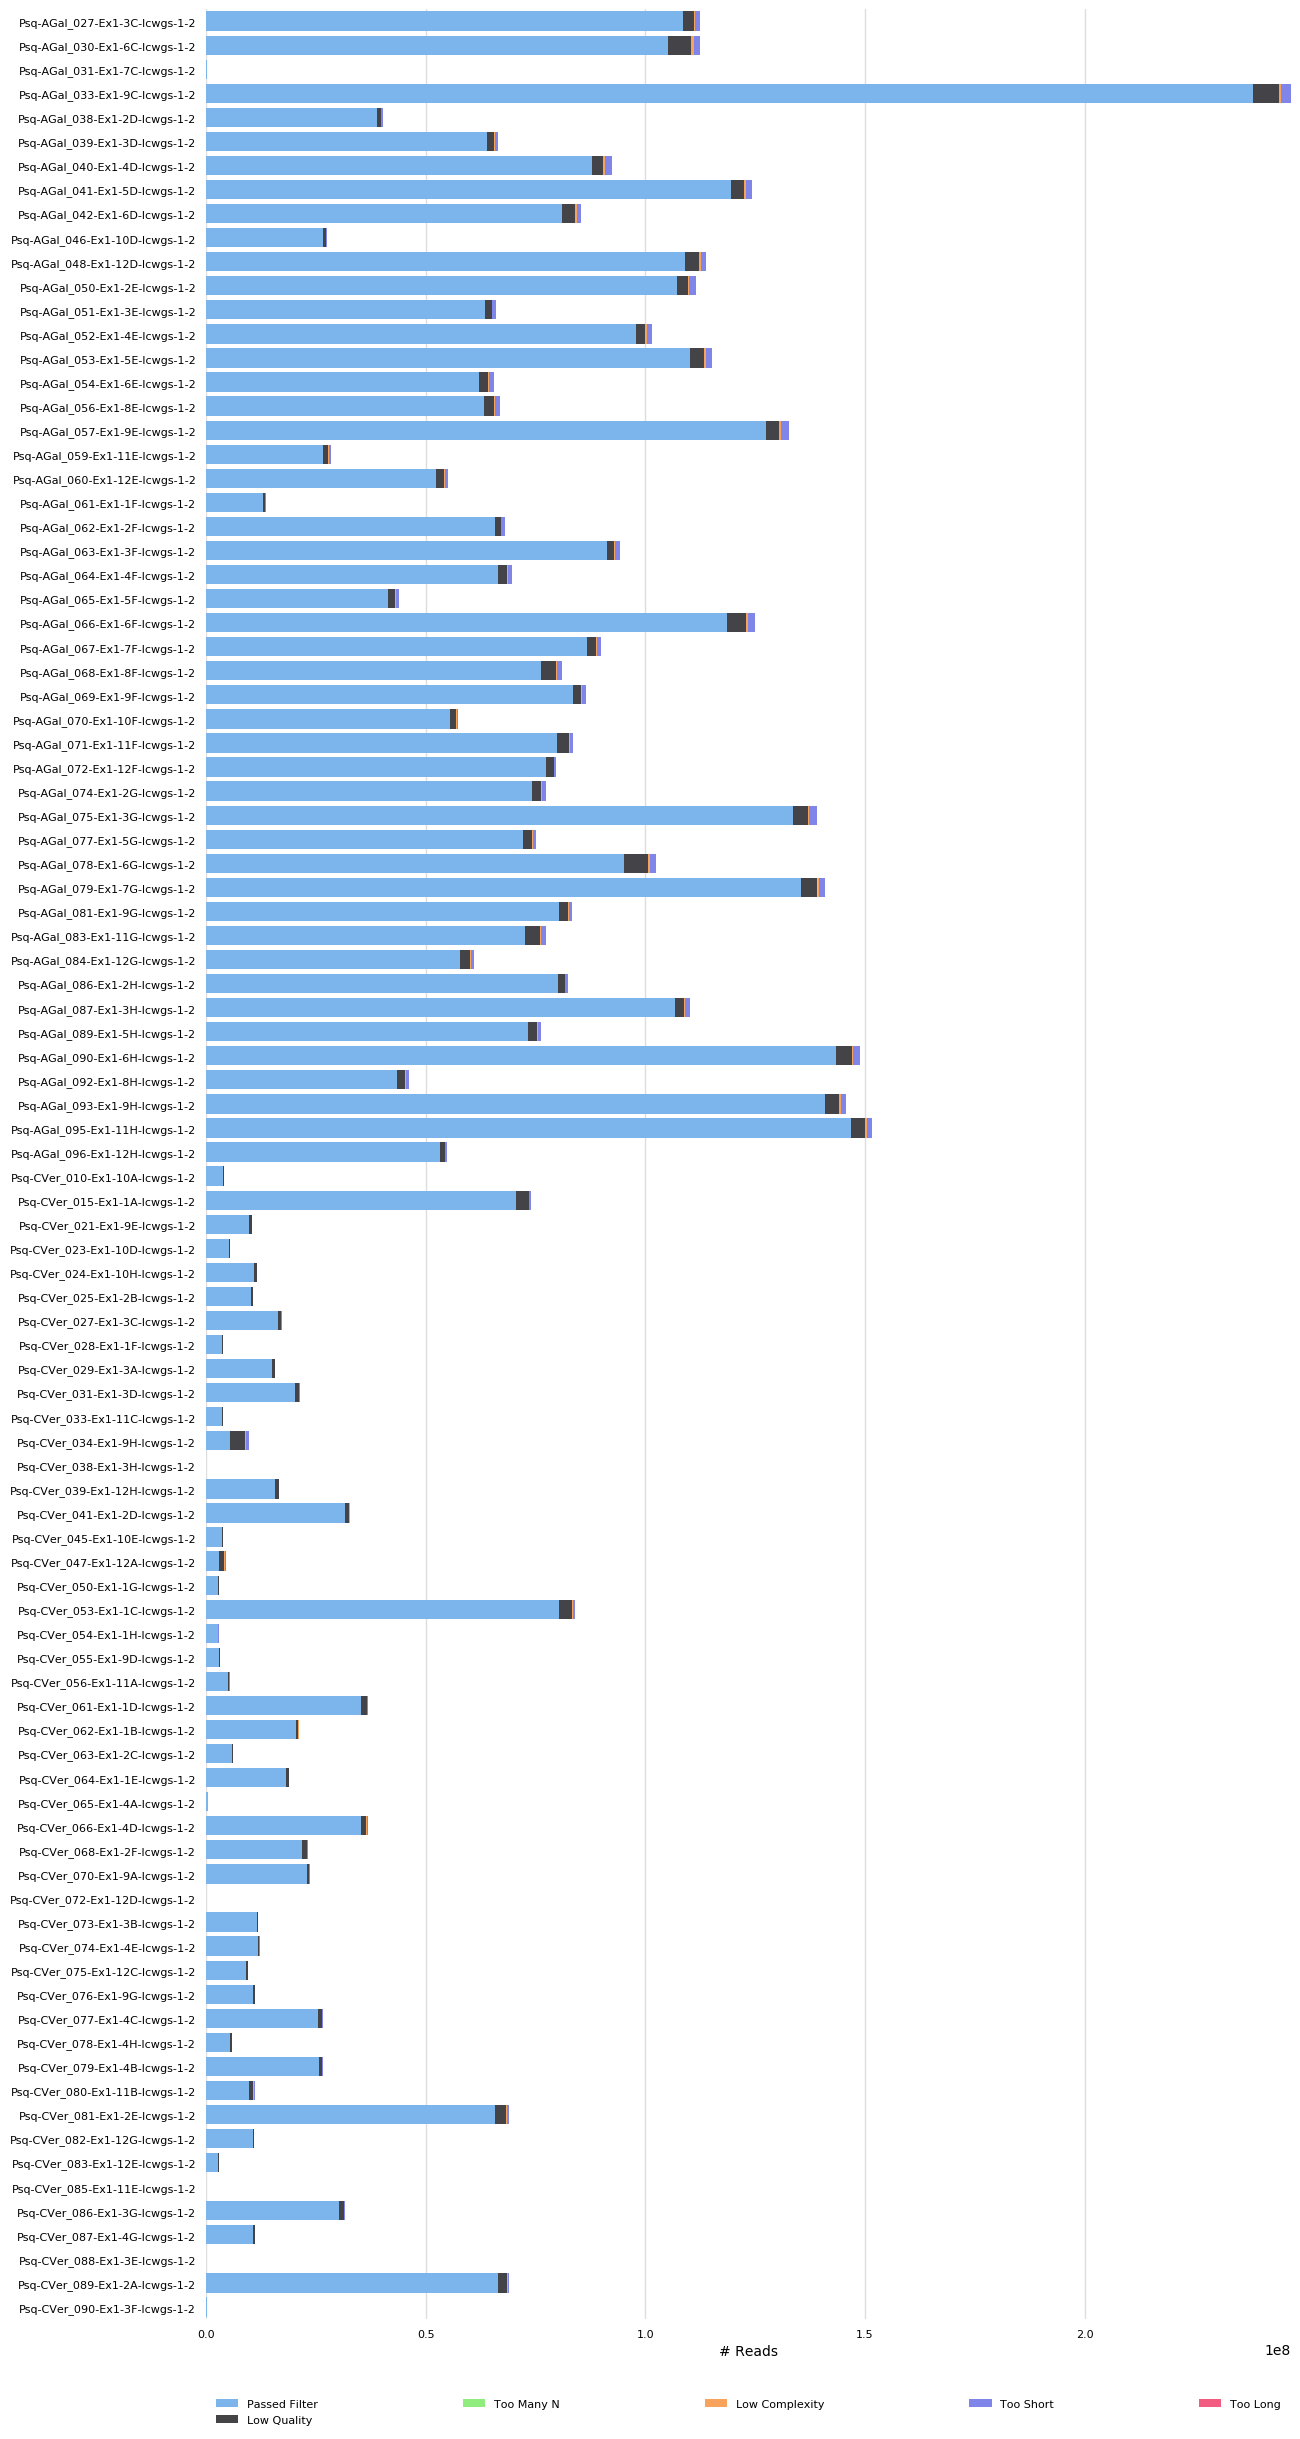 Psq-AGal_027-Ex1-3C-lcwgs-1-2
Psq-AGal_030-Ex1-6C-lcwgs-1-2
Psq-AGal_031-Ex1-7C-lcwgs-1-2
Psq-AGal_033-Ex1-9C-lcwgs-1-2
Psq-AGal_038-Ex1-2D-lcwgs-1-2
Psq-AGal_039-Ex1-3D-lcwgs-1-2
Psq-AGal_040-Ex1-4D-lcwgs-1-2
Psq-AGal_041-Ex1-5D-lcwgs-1-2
Psq-AGal_042-Ex1-6D-lcwgs-1-2
Psq-AGal_046-Ex1-10D-lcwgs-1-2
Psq-AGal_048-Ex1-12D-lcwgs-1-2
Psq-AGal_050-Ex1-2E-lcwgs-1-2
Psq-AGal_051-Ex1-3E-lcwgs-1-2
Psq-AGal_052-Ex1-4E-lcwgs-1-2
Psq-AGal_053-Ex1-5E-lcwgs-1-2
Psq-AGal_054-Ex1-6E-lcwgs-1-2
Psq-AGal_056-Ex1-8E-lcwgs-1-2
Psq-AGal_057-Ex1-9E-lcwgs-1-2
Psq-AGal_059-Ex1-11E-lcwgs-1-2
Psq-AGal_060-Ex1-12E-lcwgs-1-2
Psq-AGal_061-Ex1-1F-lcwgs-1-2
Psq-AGal_062-Ex1-2F-lcwgs-1-2
Psq-AGal_063-Ex1-3F-lcwgs-1-2
Psq-AGal_064-Ex1-4F-lcwgs-1-2
Psq-AGal_065-Ex1-5F-lcwgs-1-2
Psq-AGal_066-Ex1-6F-lcwgs-1-2
Psq-AGal_067-Ex1-7F-lcwgs-1-2
Psq-AGal_068-Ex1-8F-lcwgs-1-2
Psq-AGal_069-Ex1-9F-lcwgs-1-2
Psq-AGal_070-Ex1-10F-lcwgs-1-2
Psq-AGal_071-Ex1-11F-lcwgs-1-2
Psq-AGal_072-Ex1-12F-lcwgs-1-2
Psq-AGal_074-Ex1-2G-lcwgs-1-2
Psq-AGal_075-Ex1-3G-lcwgs-1-2
Psq-AGal_077-Ex1-5G-lcwgs-1-2
Psq-AGal_078-Ex1-6G-lcwgs-1-2
Psq-AGal_079-Ex1-7G-lcwgs-1-2
Psq-AGal_081-Ex1-9G-lcwgs-1-2
Psq-AGal_083-Ex1-11G-lcwgs-1-2
Psq-AGal_084-Ex1-12G-lcwgs-1-2
Psq-AGal_086-Ex1-2H-lcwgs-1-2
Psq-AGal_087-Ex1-3H-lcwgs-1-2
Psq-AGal_089-Ex1-5H-lcwgs-1-2
Psq-AGal_090-Ex1-6H-lcwgs-1-2
Psq-AGal_092-Ex1-8H-lcwgs-1-2
Psq-AGal_093-Ex1-9H-lcwgs-1-2
Psq-AGal_095-Ex1-11H-lcwgs-1-2
Psq-AGal_096-Ex1-12H-lcwgs-1-2
Psq-CVer_010-Ex1-10A-lcwgs-1-2
Psq-CVer_015-Ex1-1A-lcwgs-1-2
Psq-CVer_021-Ex1-9E-lcwgs-1-2
Psq-CVer_023-Ex1-10D-lcwgs-1-2
Psq-CVer_024-Ex1-10H-lcwgs-1-2
Psq-CVer_025-Ex1-2B-lcwgs-1-2
Psq-CVer_027-Ex1-3C-lcwgs-1-2
Psq-CVer_028-Ex1-1F-lcwgs-1-2
Psq-CVer_029-Ex1-3A-lcwgs-1-2
Psq-CVer_031-Ex1-3D-lcwgs-1-2
Psq-CVer_033-Ex1-11C-lcwgs-1-2
Psq-CVer_034-Ex1-9H-lcwgs-1-2
Psq-CVer_038-Ex1-3H-lcwgs-1-2
Psq-CVer_039-Ex1-12H-lcwgs-1-2
Psq-CVer_041-Ex1-2D-lcwgs-1-2
Psq-CVer_045-Ex1-10E-lcwgs-1-2
Psq-CVer_047-Ex1-12A-lcwgs-1-2
Psq-CVer_050-Ex1-1G-lcwgs-1-2
Psq-CVer_053-Ex1-1C-lcwgs-1-2
Psq-CVer_054-Ex1-1H-lcwgs-1-2
Psq-CVer_055-Ex1-9D-lcwgs-1-2
Psq-CVer_056-Ex1-11A-lcwgs-1-2
Psq-CVer_061-Ex1-1D-lcwgs-1-2
Psq-CVer_062-Ex1-1B-lcwgs-1-2
Psq-CVer_063-Ex1-2C-lcwgs-1-2
Psq-CVer_064-Ex1-1E-lcwgs-1-2
Psq-CVer_065-Ex1-4A-lcwgs-1-2
Psq-CVer_066-Ex1-4D-lcwgs-1-2
Psq-CVer_068-Ex1-2F-lcwgs-1-2
Psq-CVer_070-Ex1-9A-lcwgs-1-2
Psq-CVer_072-Ex1-12D-lcwgs-1-2
Psq-CVer_073-Ex1-3B-lcwgs-1-2
Psq-CVer_074-Ex1-4E-lcwgs-1-2
Psq-CVer_075-Ex1-12C-lcwgs-1-2
Psq-CVer_076-Ex1-9G-lcwgs-1-2
Psq-CVer_077-Ex1-4C-lcwgs-1-2
Psq-CVer_078-Ex1-4H-lcwgs-1-2
Psq-CVer_079-Ex1-4B-lcwgs-1-2
Psq-CVer_080-Ex1-11B-lcwgs-1-2
Psq-CVer_081-Ex1-2E-lcwgs-1-2
Psq-CVer_082-Ex1-12G-lcwgs-1-2
Psq-CVer_083-Ex1-12E-lcwgs-1-2
Psq-CVer_085-Ex1-11E-lcwgs-1-2
Psq-CVer_086-Ex1-3G-lcwgs-1-2
Psq-CVer_087-Ex1-4G-lcwgs-1-2
Psq-CVer_088-Ex1-3E-lcwgs-1-2
Psq-CVer_089-Ex1-2A-lcwgs-1-2
Psq-CVer_090-Ex1-3F-lcwgs-1-2
0.0 0.5 1.0 1.5 2.0
# Reads 1e8
Passed Filter Too Many N Low Complexity Too Short Too Long
Low Quality